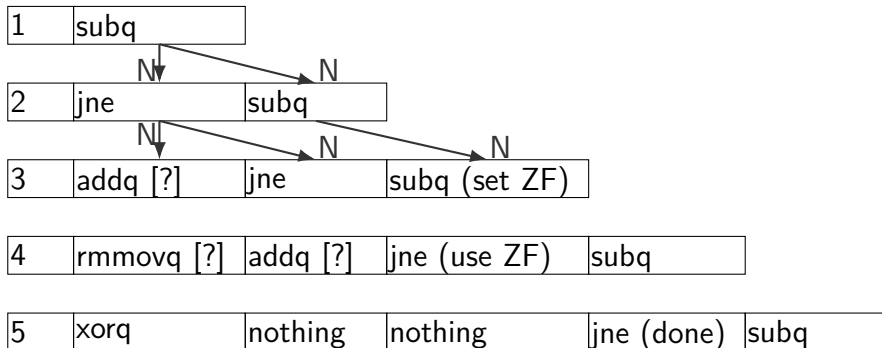 1 subq
N N
2 jne subq
N N N
3 addq [?] jne subq (set ZF)
4 rmmovq [?] addq [?] jne (use ZF) subq
5 xorq nothing nothing jne (done) subq